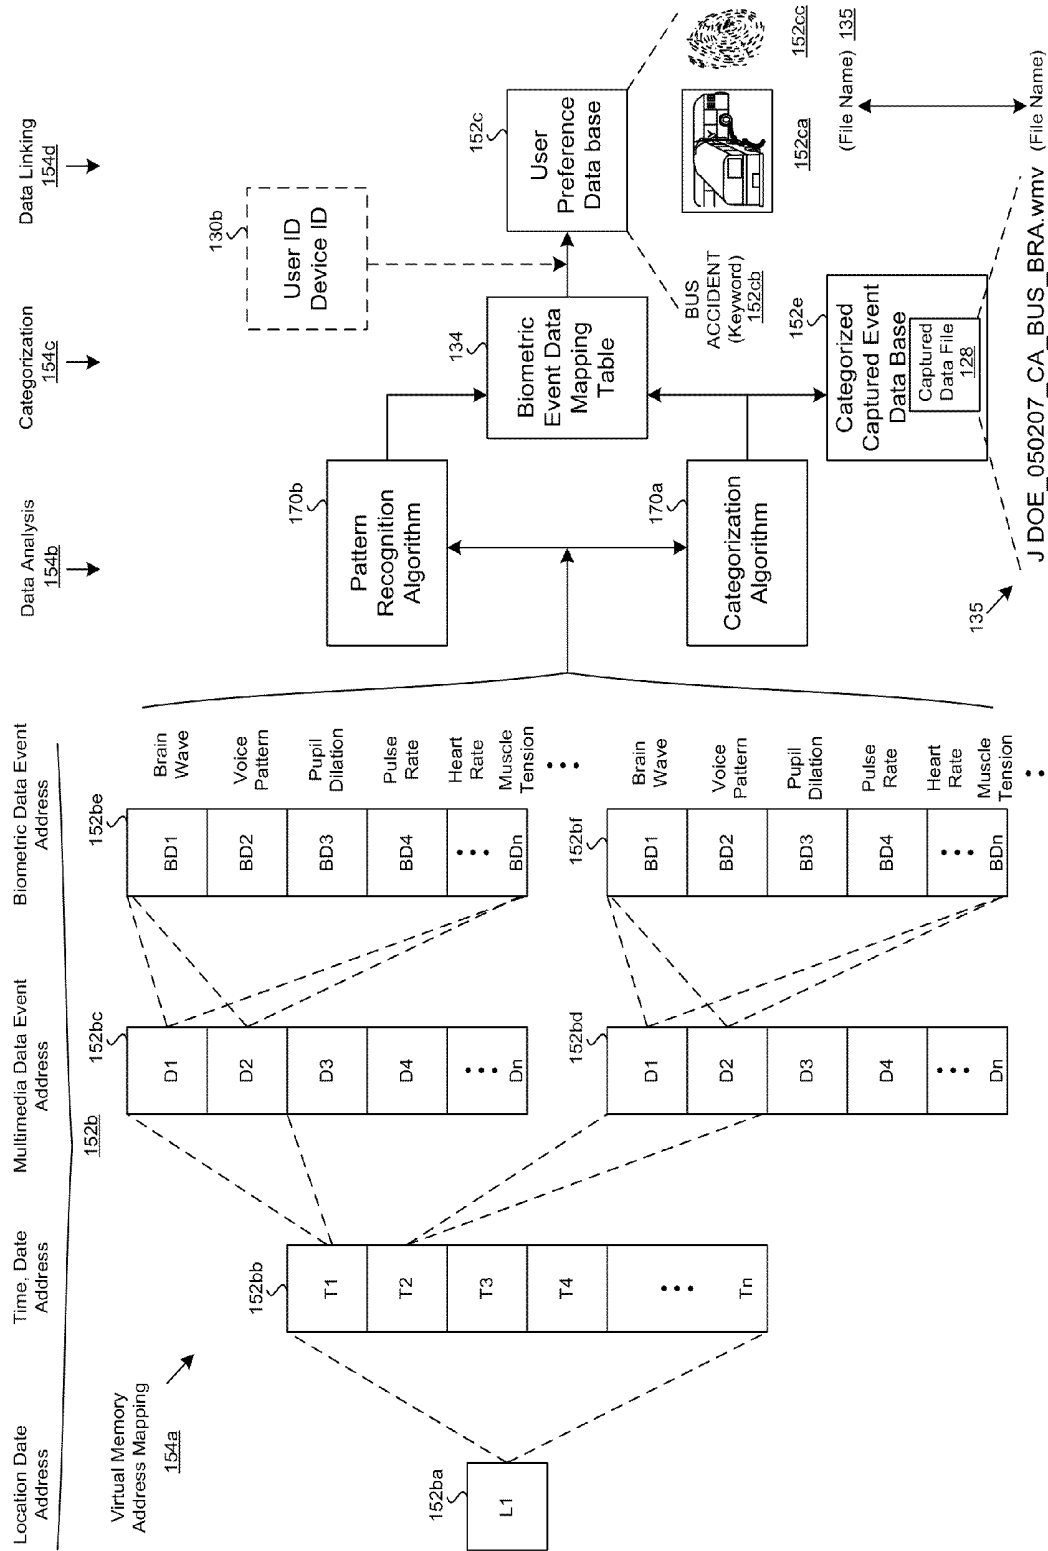 Location Date
Address
Time, Date
Address
Multimedia Data Event
Address
Biometric Data Event
Address
Data Analysis
154b
Categorization
154c
Data Linking
154d
152b
Virtual Memory
Address Mapping
154a
152ba
L1
152bb
T1
T2
T3
T4
Tn
152bc
D1
D2
D3
D4
Dn
152bd
D1
D2
D3
D4
Dn
152be
BD1
BD2
BD3
BD4
BDn
Brain
Wave
Voice
Pattern
Pupil
Dilation
Pulse
Rate
Heart
Rate
Muscle
Tension
152bf
BD1
BD2
BD3
BD4
BDn
Brain
Wave
Voice
Pattern
Pupil
Dilation
Pulse
Rate
Heart
Rate
Muscle
Tension
170b
Pattern
Recognition
Algorithm
170a
Categorization
Algorithm
134
Biometric
Event Data
Mapping
Table
130b
User ID
Device ID
152c
User
Preference
Data base
BUS
ACCIDENT
(Keyword)
152cb
152ca
152cc
152e
Categorized
Captured Event
Data Base
Captured
Data File
128
(File Name) 135
135
J DOE_050207_CA_BUS_BRA.wmv (File Name)